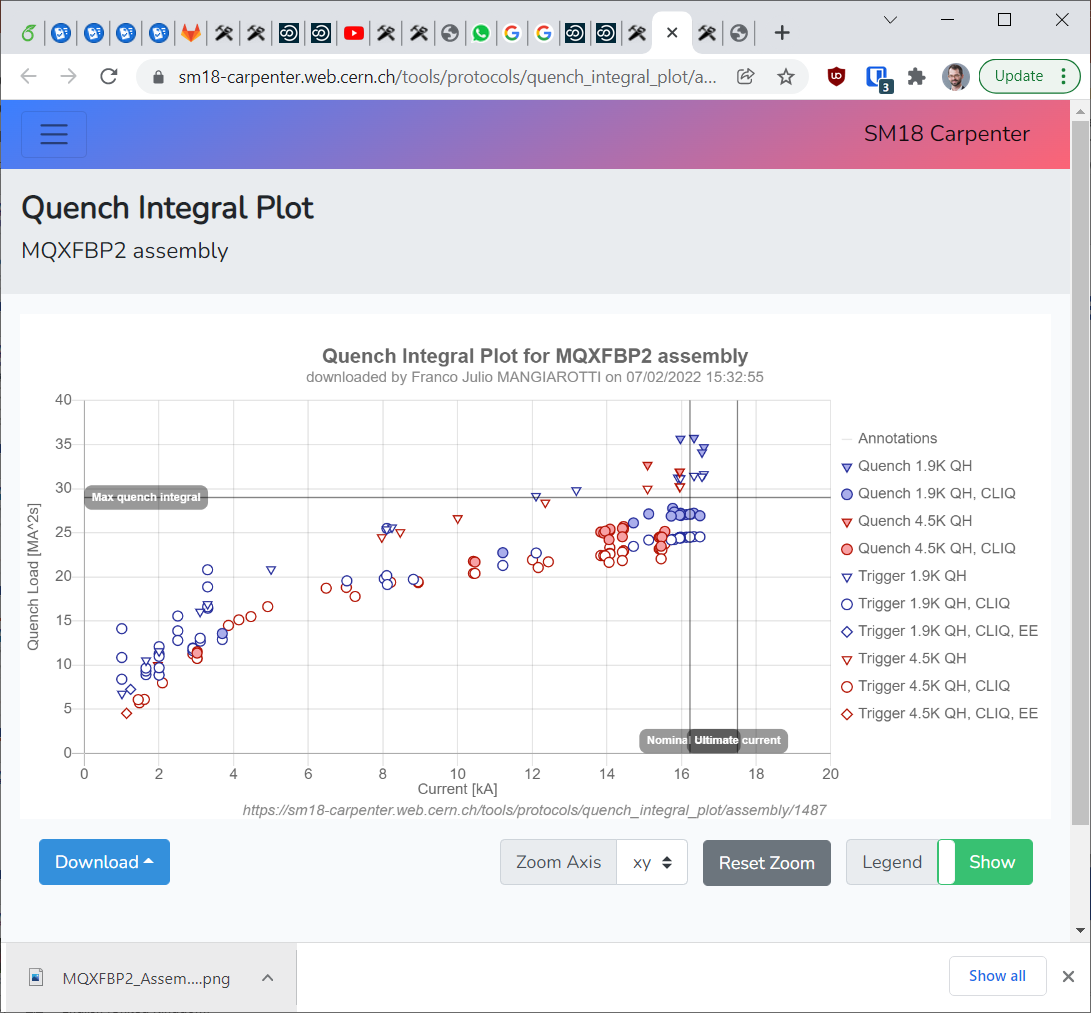 sm18-carpenter.web.cern.ch/tools/protocols/quench_integral_plot/a...
3
Update
SM18 Carpenter
Quench Integral Plot
MQXFBP2 assembly
Quench Integral Plot for MQXFBP2 assembly
downloaded by Franco Julio MANGIAROTTI on 07/02/2022 15:32:55
Quench Load [MA^2s]
40
35
30
25
20
15
10
5
0
Max quench integral
Nominal
Ultimate current
0 2 4 6 8 10 12 14 16 18 20
Current [kA]
Annotations
Quench 1.9K QH
Quench 1.9K QH, CLIQ
Quench 4.5K QH
Quench 4.5K QH, CLIQ
Trigger 1.9K QH
Trigger 1.9K QH, CLIQ
Trigger 1.9K QH, CLIQ, EE
Trigger 4.5K QH
Trigger 4.5K QH, CLIQ
Trigger 4.5K QH, CLIQ, EE
https://sm18-carpenter.web.cern.ch/tools/protocols/quench_integral_plot/assembly/1487
Download
Zoom Axis xy
Reset Zoom
Legend Show
MQXFBP2_Assem....png
Show all